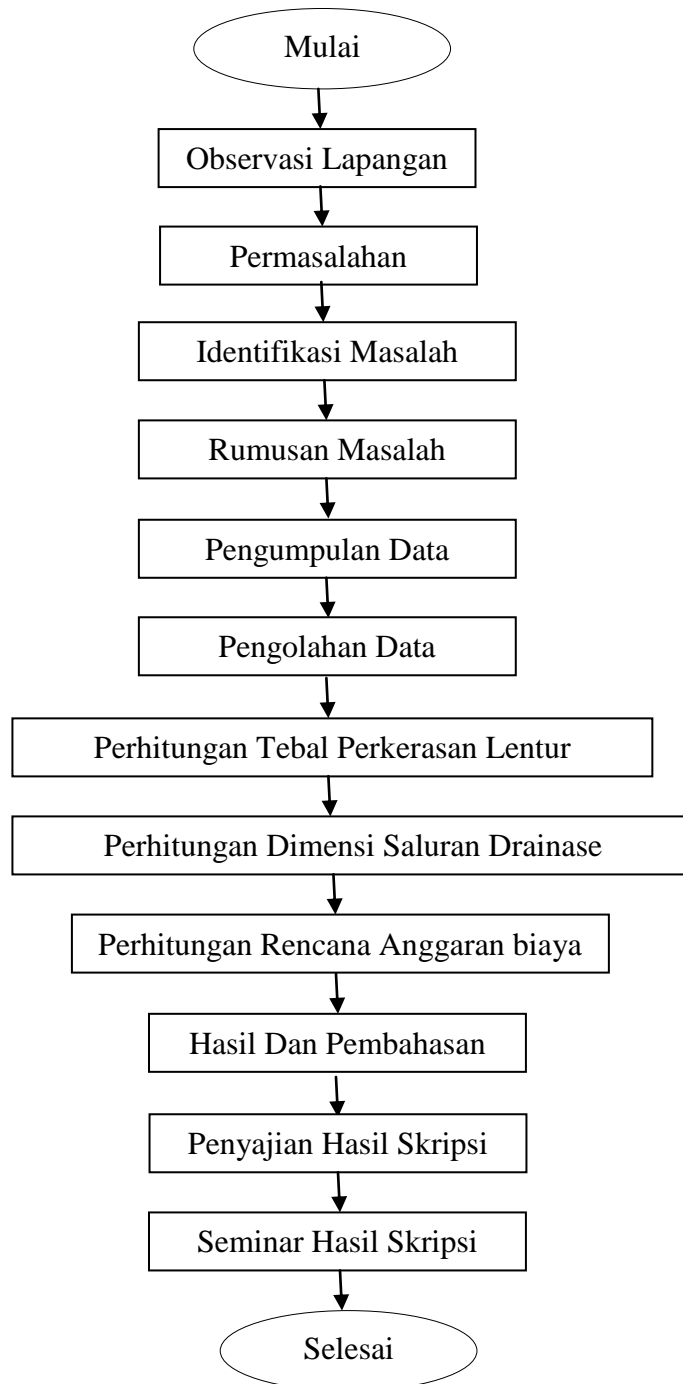 Mulai
Observasi Lapangan
Permasalahan
Identifikasi Masalah
Rumusan Masalah
Pengumpulan Data
Pengolahan Data
Perhitungan Tebal Perkerasan Lentur
Perhitungan Dimensi Saluran Drainase
Perhitungan Rencana Anggaran biaya
Hasil Dan Pembahasan
Penyajian Hasil Skripsi
Seminar Hasil Skripsi
Selesai